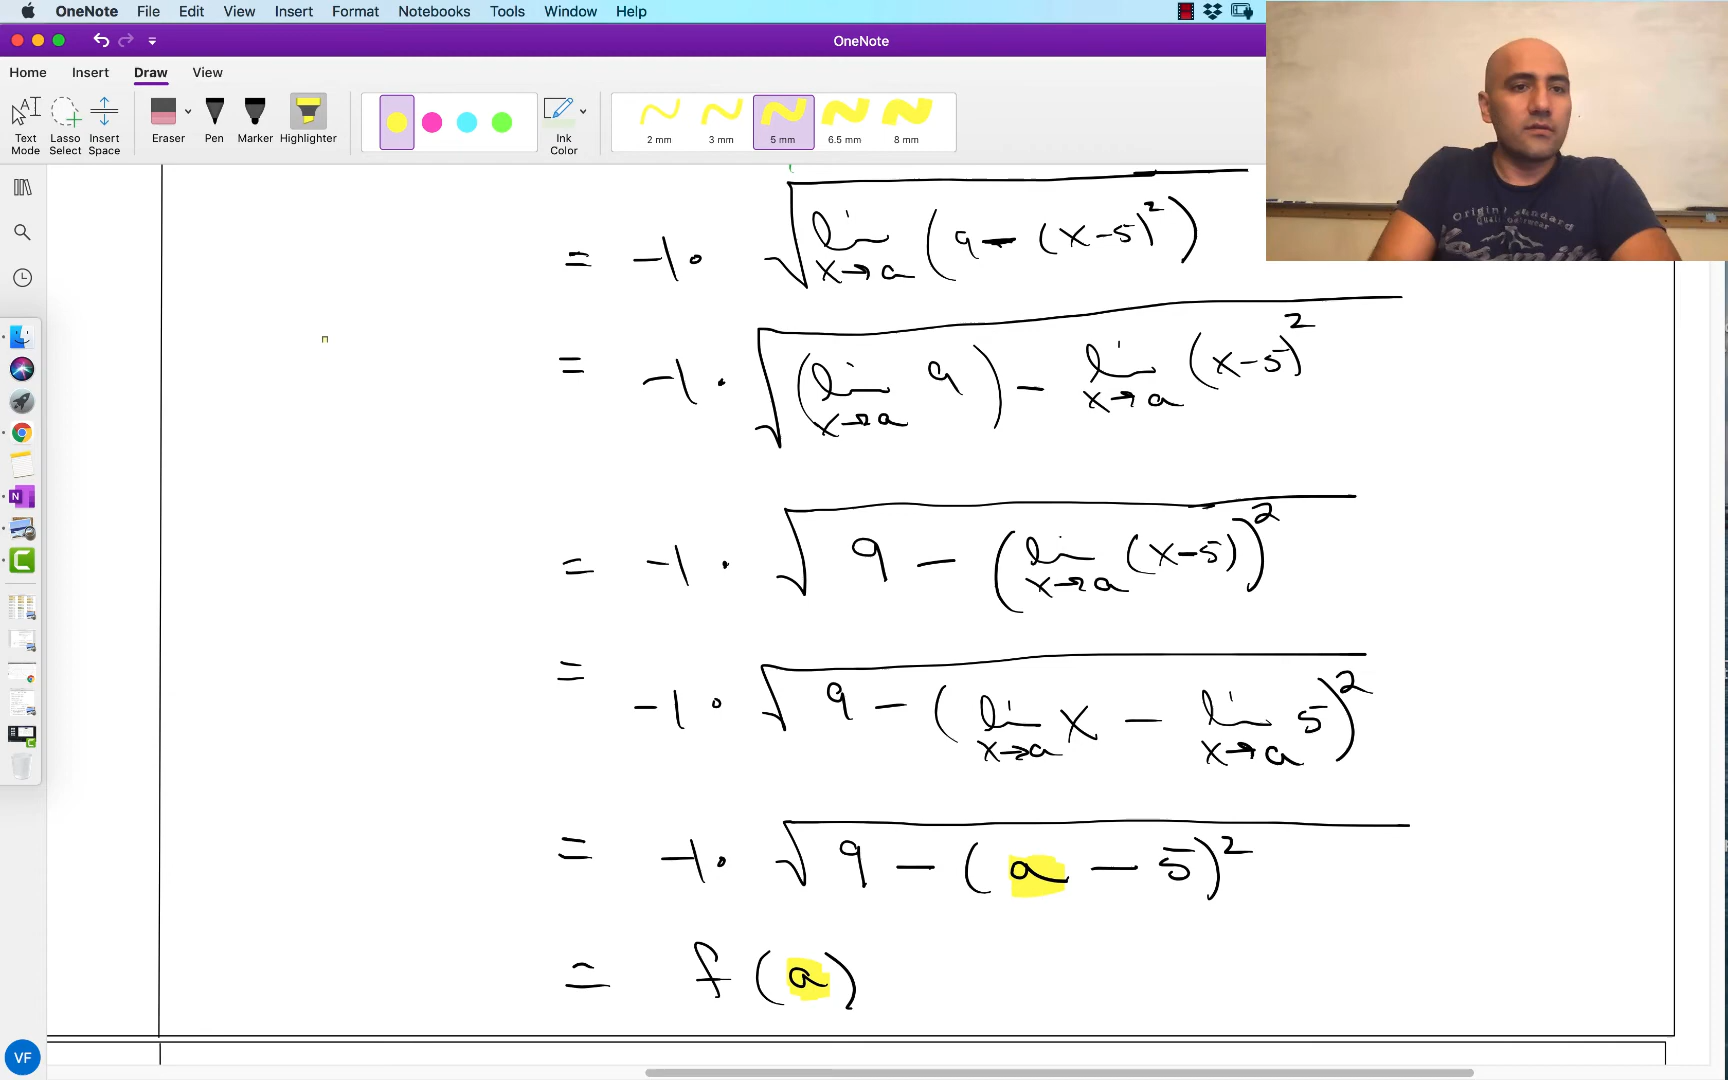 OneNote File Edit View Insert Format Notebooks Tools Window Help
OneNote
Home Insert Draw View
Text Mode Lasso Select Insert Space Eraser Pen Marker Highlighter Ink Color 2 mm 3 mm 5 mm 6.5 mm 8 mm
Original Standard
= -1 · √(lim x→a (9 - (x-5)²))
= -1 · √((lim x→a 9) - lim x→a (x-5)²)
= -1 · √(9 - (lim x→a (x-5))²)
= -1 · √(9 - (lim x→a x - lim x→a 5)²)
= -1 · √(9 - (a - 5)²)
= f(a)
VF